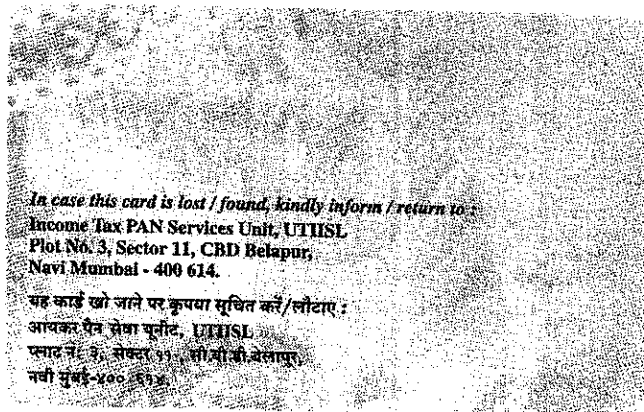 In case this card is lost / found, kindly inform / return to :
Income Tax PAN Services Unit, UTIISL
Plot No. 3, Sector 11, CBD Belapur,
Navi Mumbai - 400 614.
यह कार्ड खो जाने पर कृपया सूचित करें/लौटाए :
आयकर पैन सेवा यूनीट, UTIISL
प्लाट नं: ३, सेक्टर ११, सी.बी.डी.बेलापूर,
नवी मुंबई-४०० ६१४.